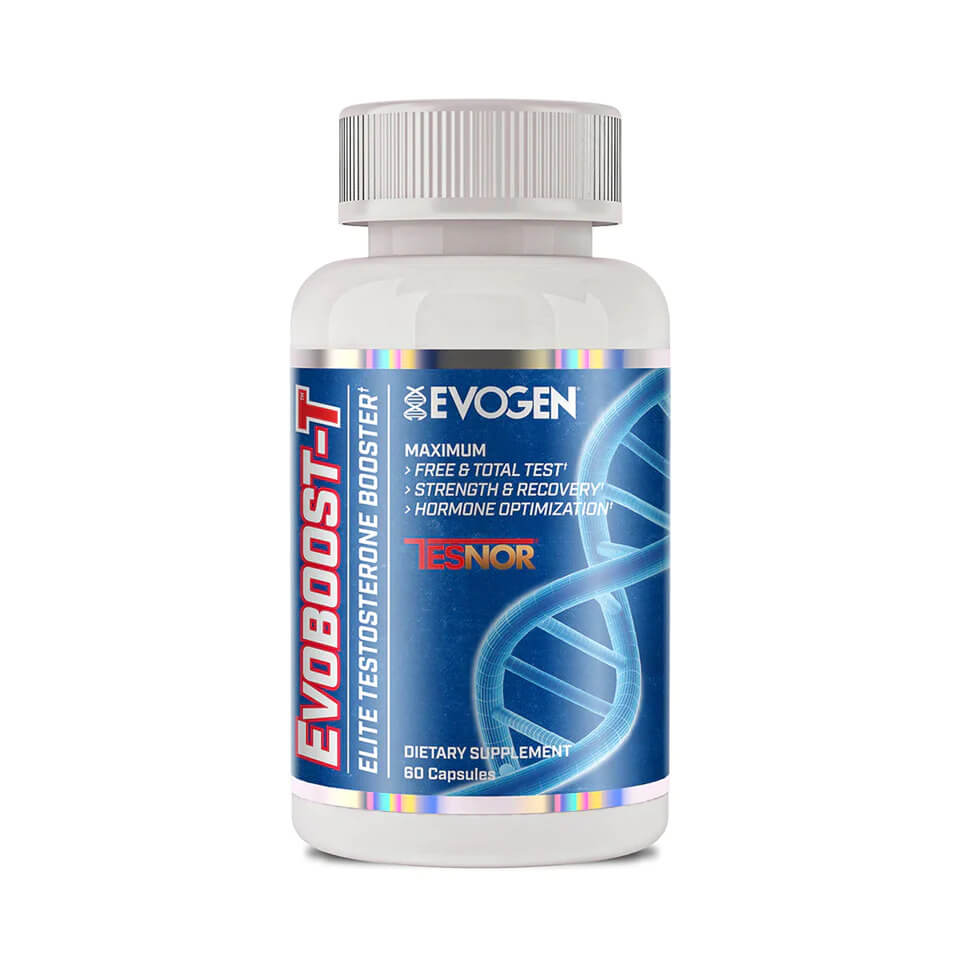 EVOBOOST-T™
ELITE TESTOSTERONE BOOSTER†
EVOGEN®
MAXIMUM
> FREE & TOTAL TEST†
> STRENGTH & RECOVERY†
> HORMONE OPTIMIZATION†
TESNOR®
DIETARY SUPPLEMENT
60 Capsules